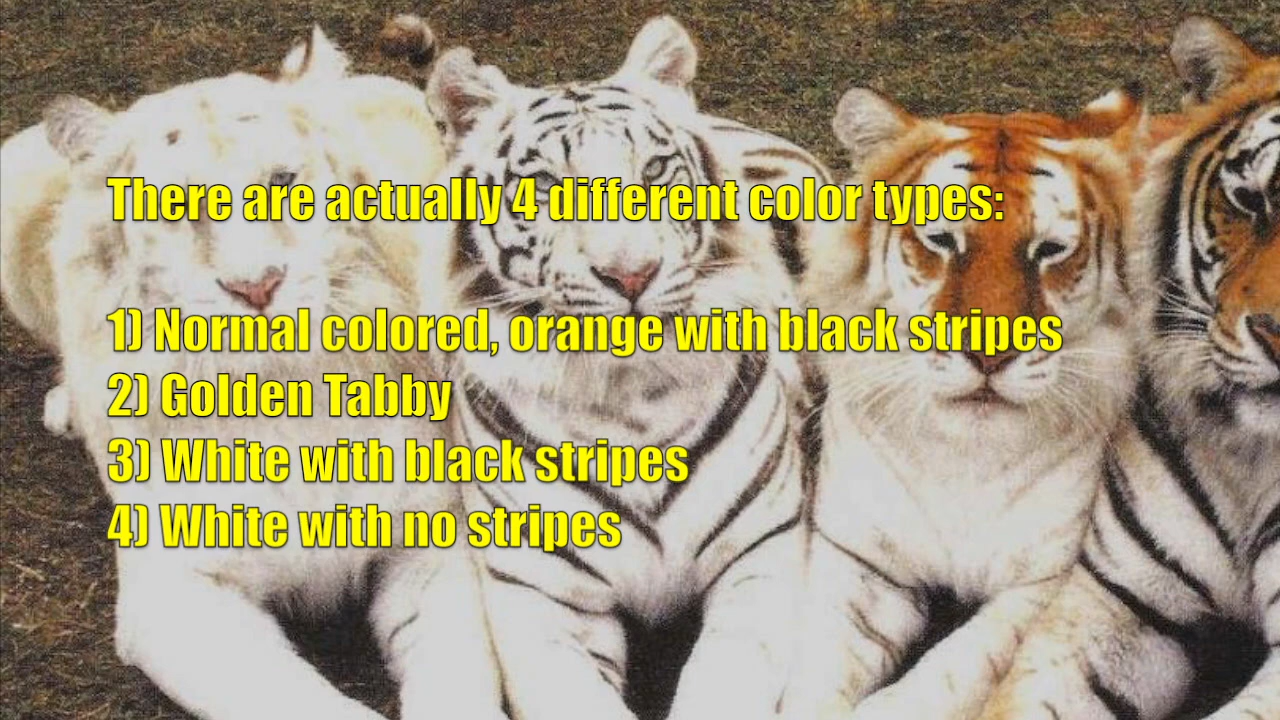 There are actually 4 different color types:
1) Normal colored, orange with black stripes
2) Golden Tabby
3) White with black stripes
4) White with no stripes